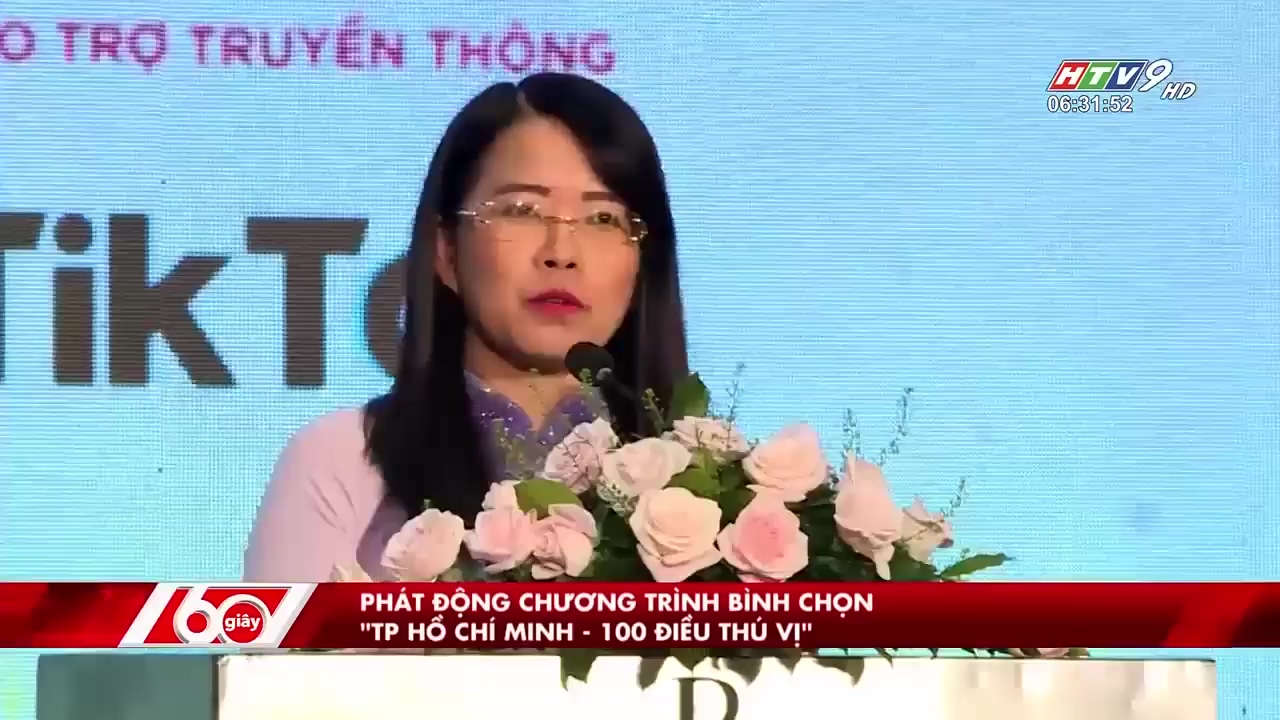 O TRỢ TRUYỀN THÔNG
HTV9 HD
06:31:52
TikTo
60 giây
PHÁT ĐỘNG CHƯƠNG TRÌNH BÌNH CHỌN
"TP HỒ CHÍ MINH - 100 ĐIỀU THÚ VỊ"